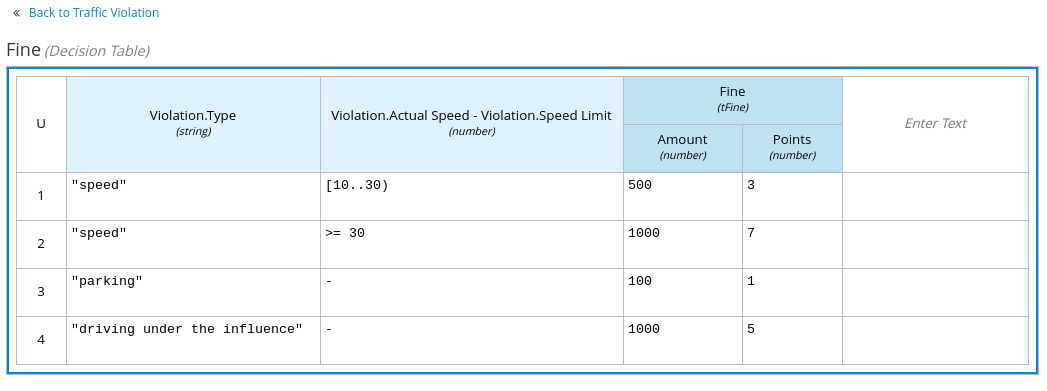 « Back to Traffic Violation
Fine (Decision Table)
U
Violation.Type
(string)
Violation.Actual Speed - Violation.Speed Limit
(number)
Fine
(tFine)
Amount
(number)
Points
(number)
Enter Text
1 "speed" [10..30) 500 3
2 "speed" >= 30 1000 7
3 "parking" - 100 1
4 "driving under the influence" - 1000 5